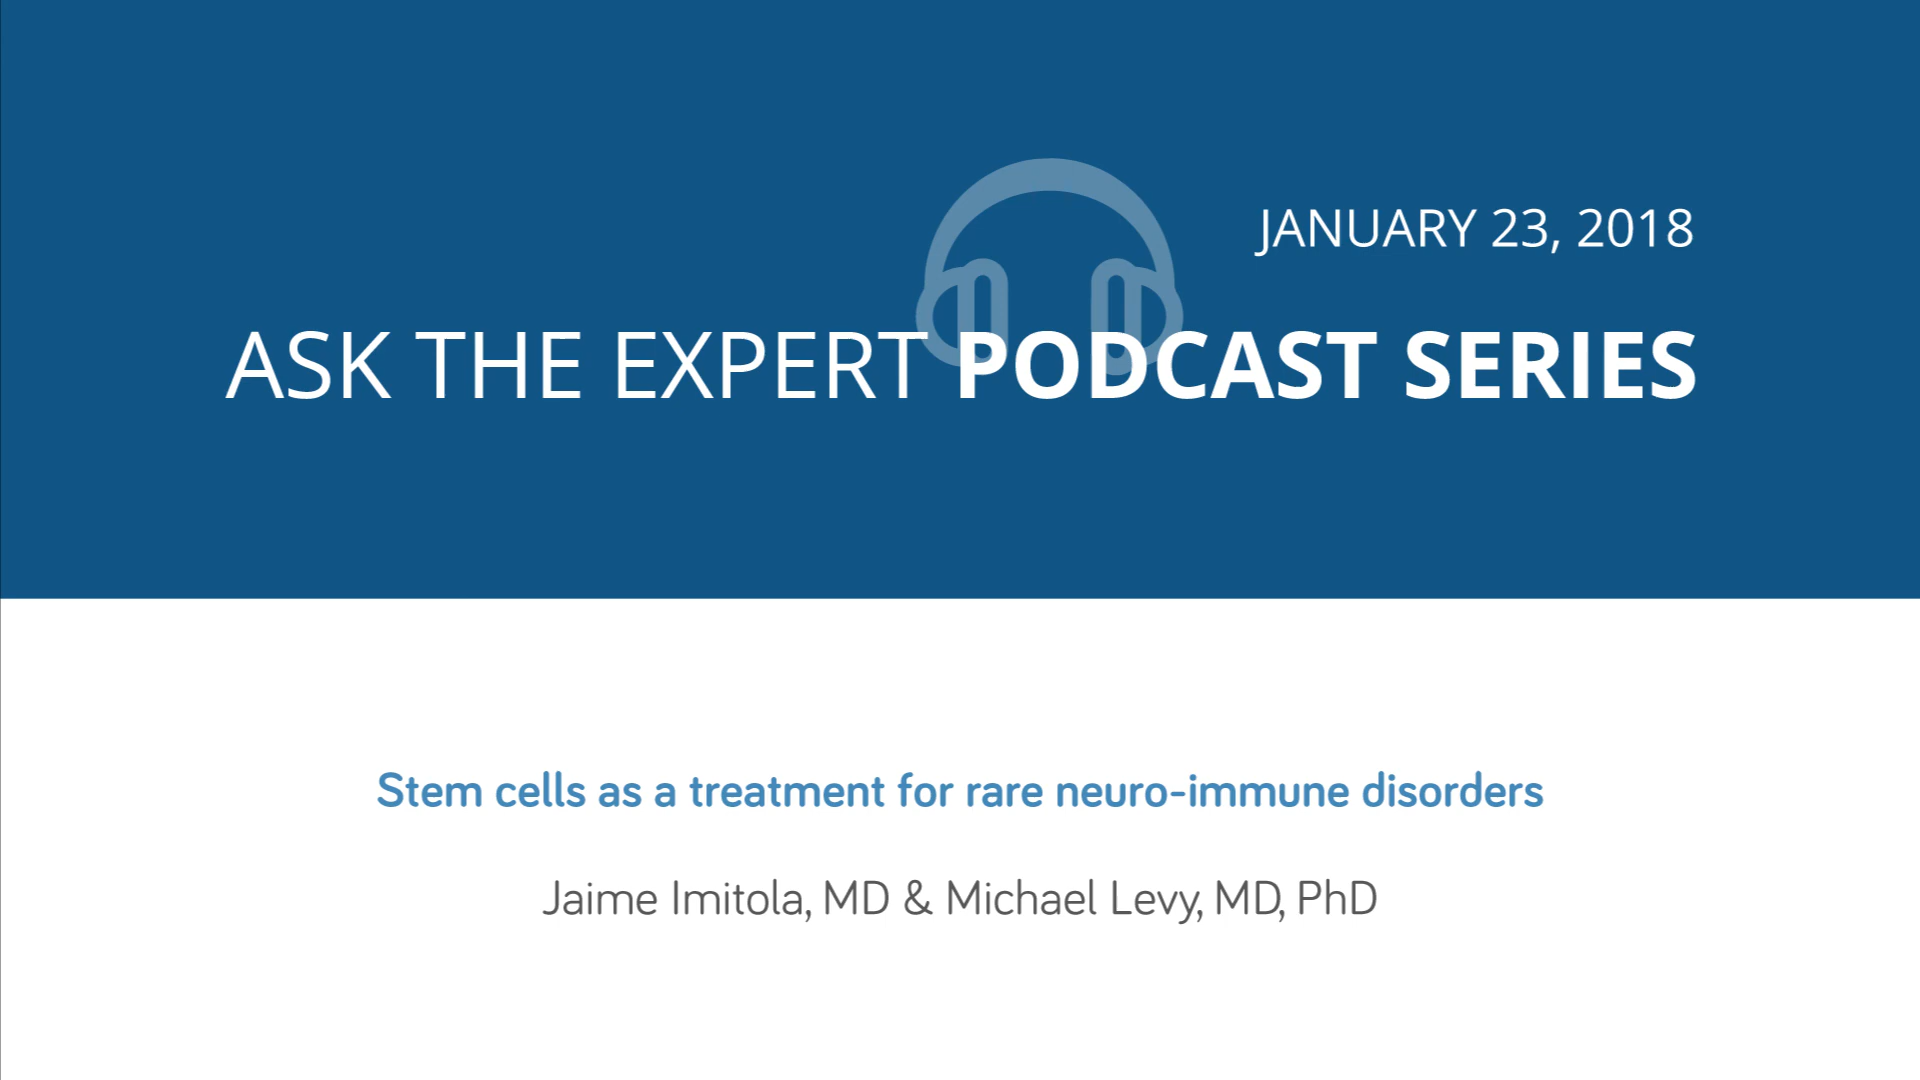 JANUARY 23, 2018
ASK THE EXPERT PODCAST SERIES
Stem cells as a treatment for rare neuro-immune disorders
Jaime Imitola, MD & Michael Levy, MD, PhD